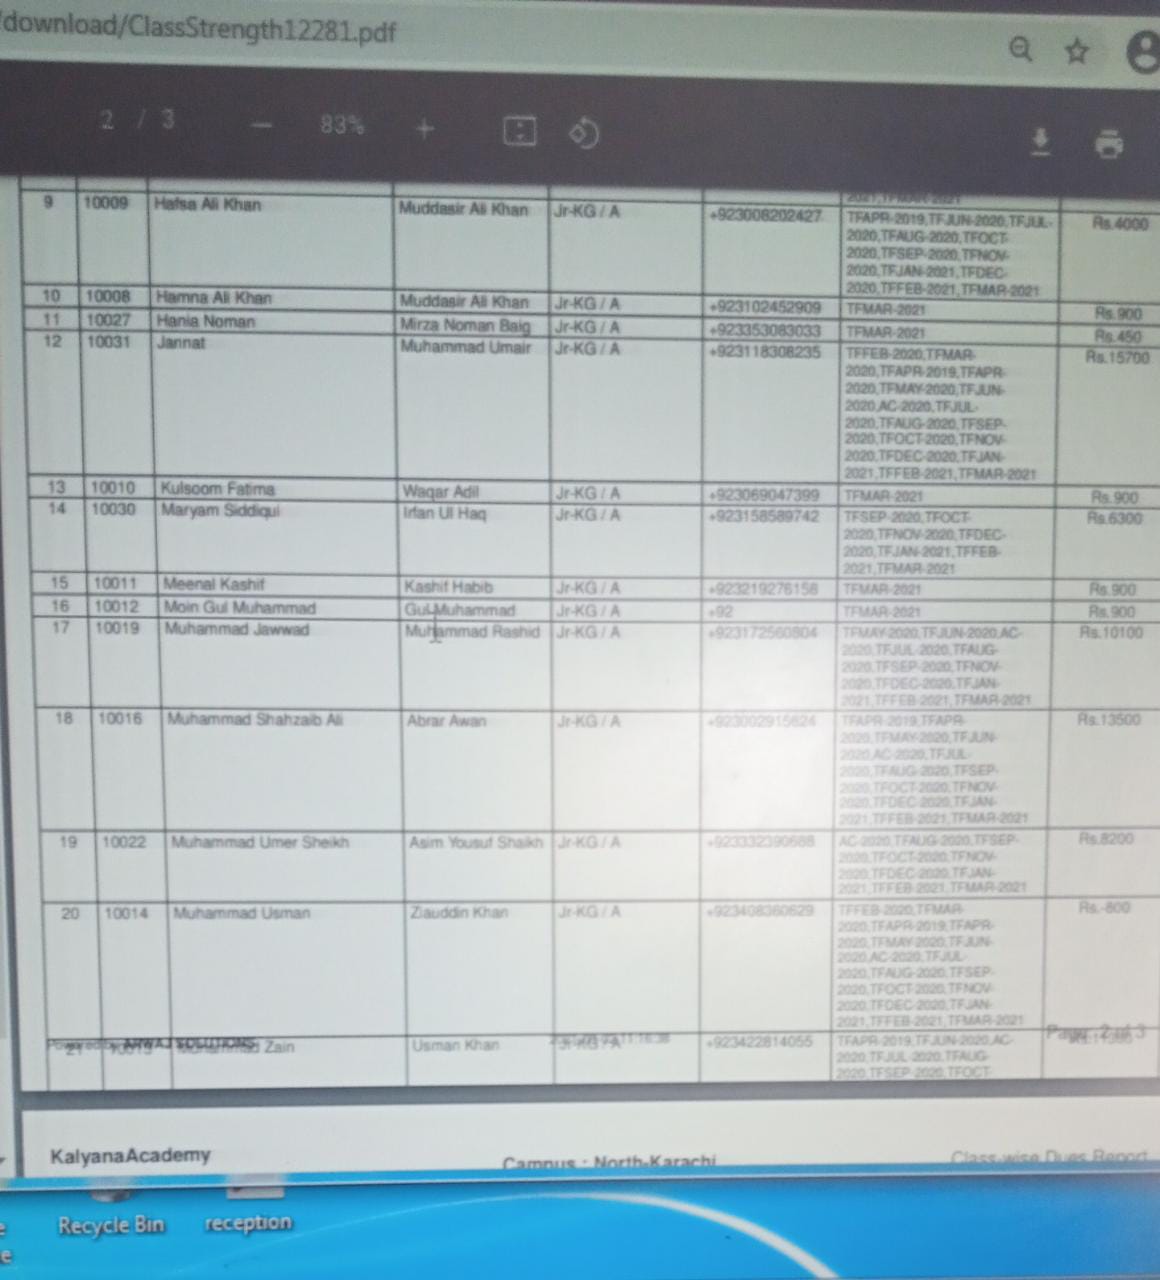 /download/ClassStrength12281.pdf
2 / 3 — 83% +
2021,TFMAR-2021
9 10009 Hafsa Ali Khan Muddasir Ali Khan Jr-KG / A +923008202427 TFAPR-2019,TFJUN-2020,TFJUL- Rs.4000
2020,TFAUG-2020,TFOCT-
2020,TFSEP-2020,TFNOV-
2020,TFJAN-2021,TFDEC-
2020,TFFEB-2021,TFMAR-2021
10 10008 Hamna Ali Khan Muddasir Ali Khan Jr-KG / A +923102452909 TFMAR-2021 Rs.900
11 10027 Hania Noman Mirza Noman Baig Jr-KG / A +923353083033 TFMAR-2021 Rs.450
12 10031 Jannat Muhammad Umair Jr-KG / A +923118308235 TFFEB-2020,TFMAR- Rs.15700
2020,TFAPR-2019,TFAPR-
2020,TFMAY-2020,TFJUN-
2020,AC-2020,TFJUL-
2020,TFAUG-2020,TFSEP-
2020,TFOCT-2020,TFNOV-
2020,TFDEC-2020,TFJAN-
2021,TFFEB-2021,TFMAR-2021
13 10010 Kulsoom Fatima Waqar Adil Jr-KG / A +923069047399 TFMAR-2021 Rs.900
14 10030 Maryam Siddiqui Irfan Ul Haq Jr-KG / A +923158589742 TFSEP-2020,TFOCT- Rs.6300
2020,TFNOV-2020,TFDEC-
2020,TFJAN-2021,TFFEB-
2021,TFMAR-2021
15 10011 Meenal Kashif Kashif Habib Jr-KG / A +923219276158 TFMAR-2021 Rs.900
16 10012 Moin Gul Muhammad Gul Muhammad Jr-KG / A +92 TFMAR-2021 Rs.900
17 10019 Muhammad Jawwad Muhammad Rashid Jr-KG / A +923172560804 TFMAY-2020,TFJUN-2020,AC- Rs.10100
2020,TFJUL-2020,TFAUG-
2020,TFSEP-2020,TFNOV-
2020,TFDEC-2020,TFJAN-
2021,TFFEB-2021,TFMAR-2021
18 10016 Muhammad Shahzaib Ali Abrar Awan Jr-KG / A +923002915624 TFAPR-2019,TFAPR- Rs.13500
2020,TFMAY-2020,TFJUN-
2020,AC-2020,TFJUL-
2020,TFAUG-2020,TFSEP-
2020,TFOCT-2020,TFNOV-
2020,TFDEC-2020,TFJAN-
2021,TFFEB-2021,TFMAR-2021
19 10022 Muhammad Umer Sheikh Asim Yousuf Shaikh Jr-KG / A +923332390688 AC-2020,TFAUG-2020,TFSEP- Rs.8200
2020,TFOCT-2020,TFNOV-
2020,TFDEC-2020,TFJAN-
2021,TFFEB-2021,TFMAR-2021
20 10014 Muhammad Usman Ziauddin Khan Jr-KG / A +923408360629 TFFEB-2020,TFMAR- Rs.-800
2020,TFAPR-2019,TFAPR-
2020,TFMAY-2020,TFJUN-
2020,AC-2020,TFJUL-
2020,TFAUG-2020,TFSEP-
2020,TFOCT-2020,TFNOV-
2020,TFDEC-2020,TFJAN-
2021,TFFEB-2021,TFMAR-2021
Powered by ARWAJ SOLUTIONS Page 2 of 3
21 Muhammad Zain Usman Khan Jr-KG / A +923422814055 TFAPR-2019,TFJUN-2020,AC-
2020,TFJUL-2020,TFAUG-
2020,TFSEP-2020,TFOCT-
KalyanaAcademy Campus : North-Karachi Class-wise Dues Report
Recycle Bin reception